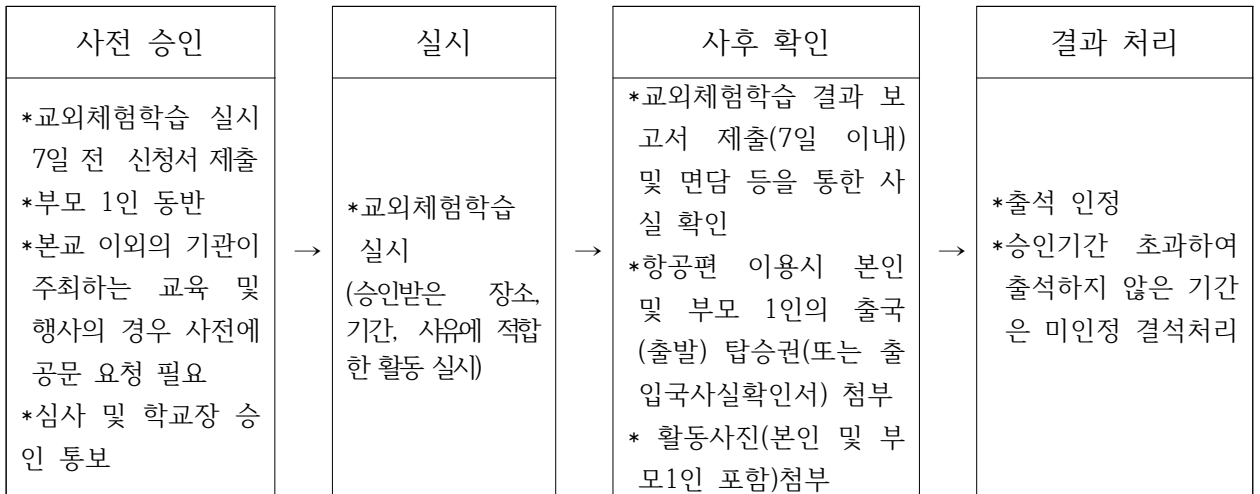 사전 승인
*교외체험학습 실시
7일 전 신청서 제출
*부모 1인 동반
*본교 이외의 기관이
주최하는 교육 및
행사의 경우 사전에
공문 요청 필요
*심사 및 학교장 승
인 통보
→
실시
*교외체험학습
실시
(승인받은 장소,
기간, 사유에 적합
한 활동 실시)
→
사후 확인
*교외체험학습 결과 보
고서 제출(7일 이내)
및 면담 등을 통한 사
실 확인
*항공편 이용시 본인
및 부모 1인의 출국
(출발) 탑승권(또는 출
입국사실확인서) 첨부
* 활동사진(본인 및 부
모1인 포함)첨부
→
결과 처리
*출석 인정
*승인기간 초과하여
출석하지 않은 기간
은 미인정 결석처리